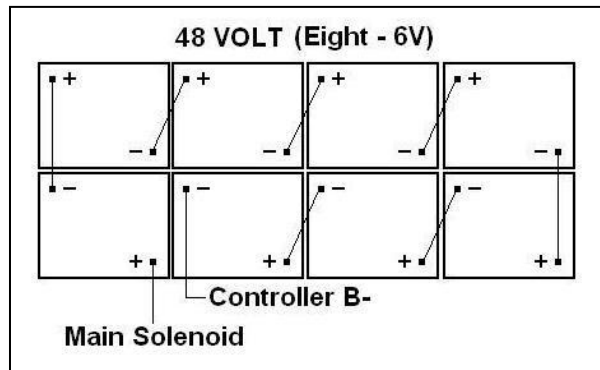 48 VOLT (Eight - 6V)
+ + + +
- - - -
- - - -
+ + + +
Controller B-
Main Solenoid